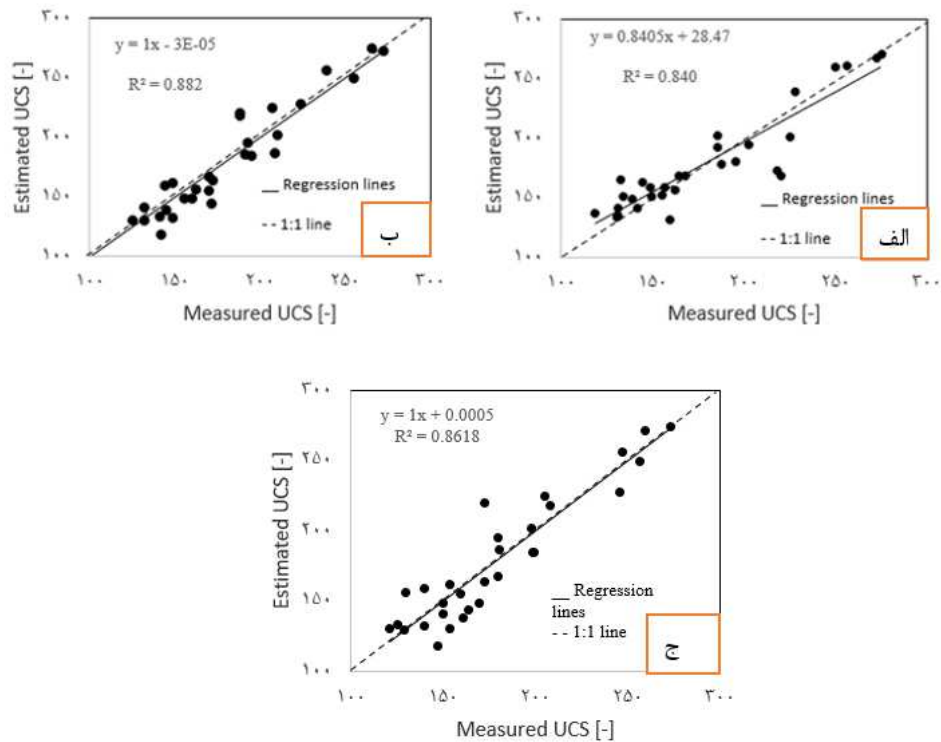 ۳۰۰
y = 1x - 3E-05
R² = 0.882
۲۵۰
۲۰۰
۱۵۰
۱۰۰
Estimated UCS [-]
Regression lines
1:1 line
ب
۱۰۰ ۱۵۰ ۲۰۰ ۲۵۰ ۳۰۰
Measured UCS [-]
۳۰۰
y = 0.8405x + 28.47
R² = 0.840
۲۵۰
۲۰۰
۱۵۰
۱۰۰
Estimared UCS [-]
Regression lines
1:1 line
الف
۱۰۰ ۱۵۰ ۲۰۰ ۲۵۰ ۳۰۰
Measured UCS [-]
۳۰۰
y = 1x + 0.0005
R² = 0.8618
۲۵۰
۲۰۰
۱۵۰
۱۰۰
Estimated UCS [-]
Regression
lines
1:1 line
ج
۱۰۰ ۱۵۰ ۲۰۰ ۲۵۰ ۳۰۰
Measured UCS [-]